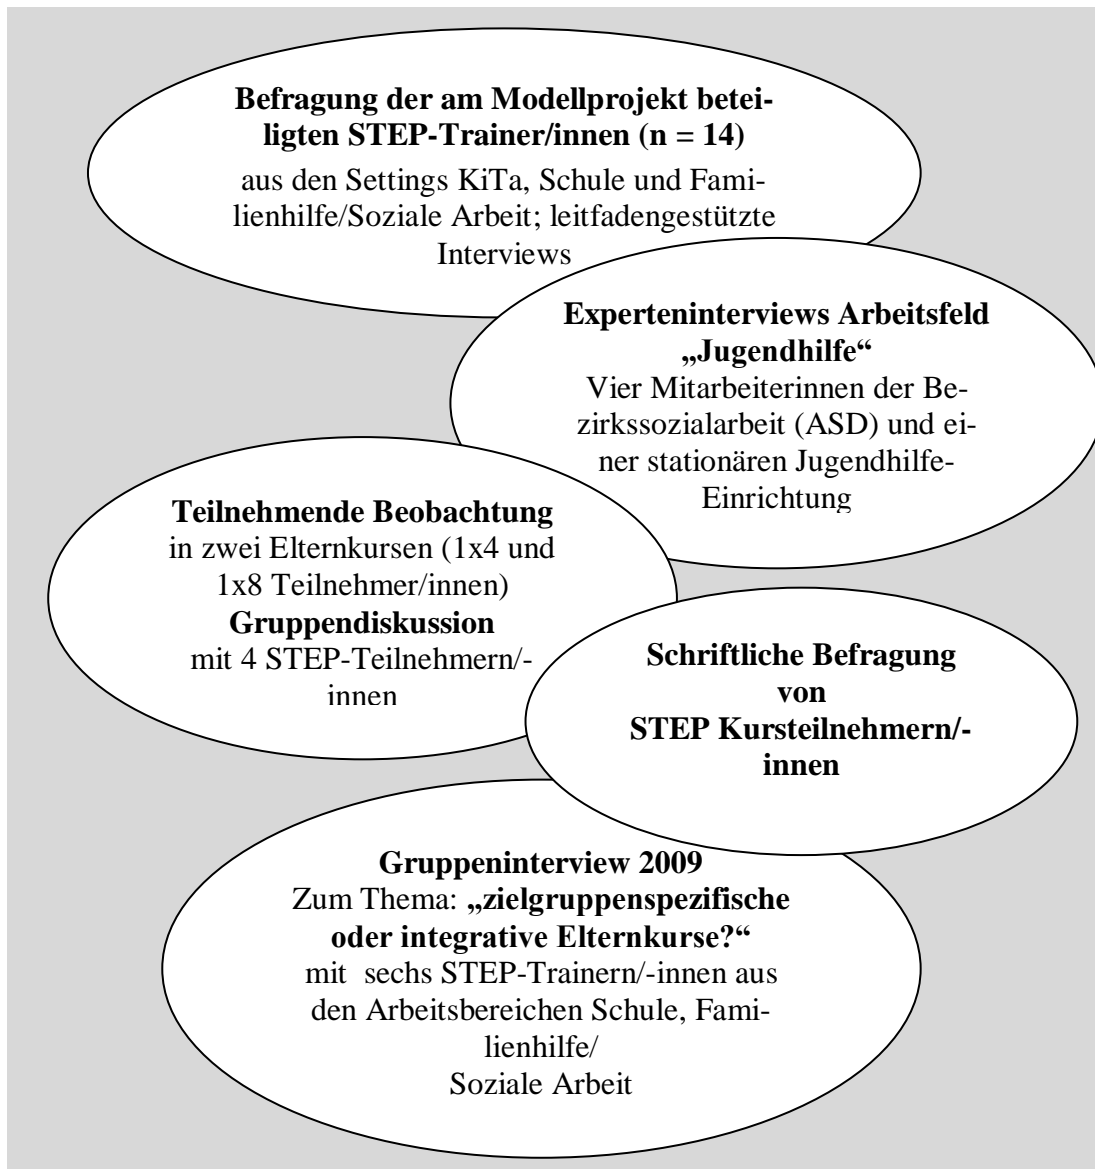 Befragung der am Modellprojekt betei-
ligten STEP-Trainer/innen (n = 14)
aus den Settings KiTa, Schule und Fami-
lienhilfe/Soziale Arbeit; leitfadengestützte
Interviews
Experteninterviews Arbeitsfeld
„Jugendhilfe“
Vier Mitarbeiterinnen der Be-
zirkssozialarbeit (ASD) und ei-
ner stationären Jugendhilfe-
Einrichtung
Teilnehmende Beobachtung
in zwei Elternkursen (1x4 und
1x8 Teilnehmer/innen)
Gruppendiskussion
mit 4 STEP-Teilnehmern/-
innen
Schriftliche Befragung
von
STEP Kursteilnehmern/-
innen
Gruppeninterview 2009
Zum Thema: „zielgruppenspezifische
oder integrative Elternkurse?“
mit  sechs STEP-Trainern/-innen aus
den Arbeitsbereichen Schule, Fami-
lienhilfe/
Soziale Arbeit